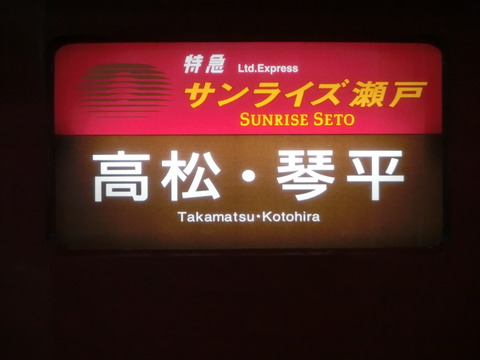 特急 Ltd.Express
サンライズ瀬戸
SUNRISE SETO
高松・琴平
Takamatsu・Kotohira